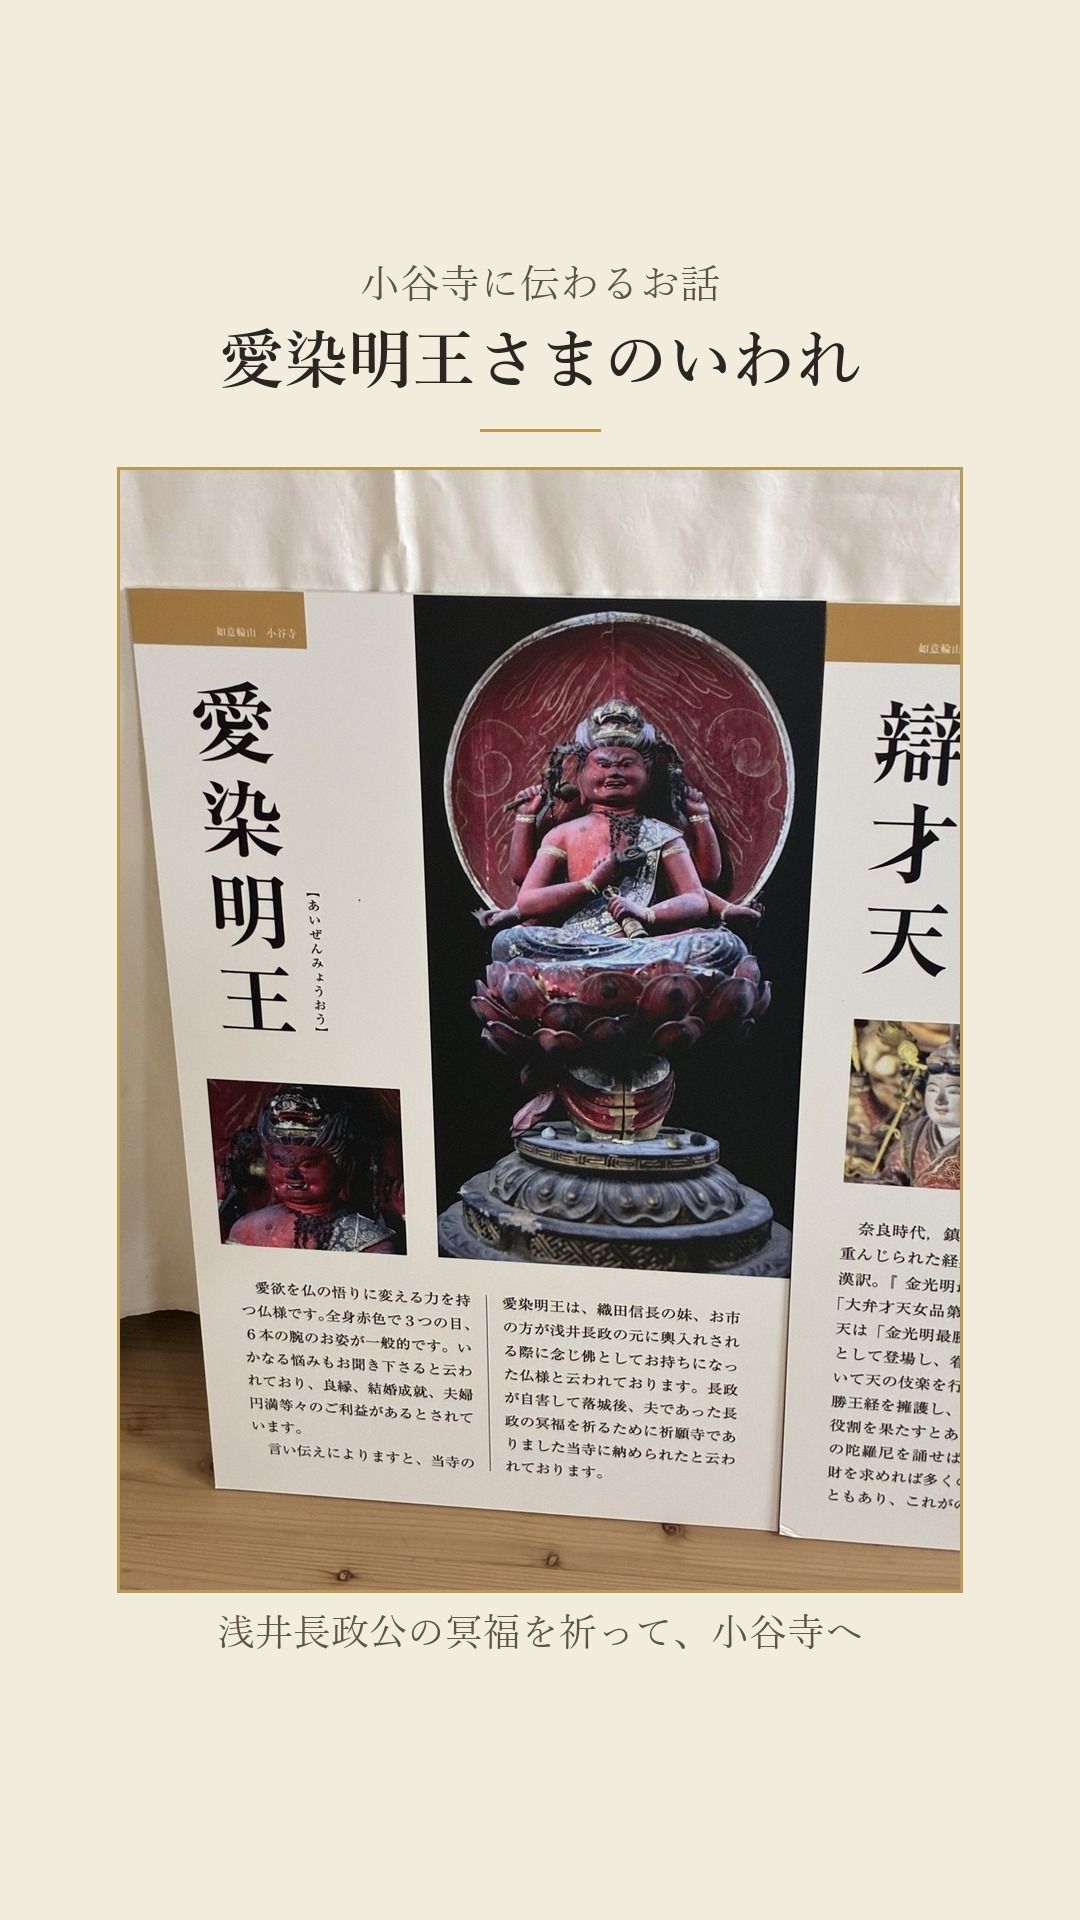 小谷寺に伝わるお話
愛染明王さまのいわれ
如意輪山 小谷寺
愛染明王
【あいぜんみょうおう】
愛欲を仏の悟りに変える力を持
つ仏様です。全身赤色で３つの目、
６本の腕のお姿が一般的です。い
かなる悩みもお聞き下さると云わ
れており、良縁、結婚成就、夫婦
円満等々のご利益があるとされて
います。
言い伝えによりますと、当寺の
愛染明王は、織田信長の妹、お市
の方が浅井長政の元に輿入れされ
る際に念じ佛としてお持ちになっ
た仏様と云われております。長政
が自害して落城後、夫であった長
政の冥福を祈るために祈願寺であ
りました当寺に納められたと云わ
れております。
如意輪山
辯才天
奈良時代，鎮
重んじられた経
漢訳。『 金光明
「大弁才天女品第
天は「金光明最勝
として登場し、着
いて天の伎楽を行
勝王経を擁護し、
役割を果たすとあ
の陀羅尼を誦せば
財を求めれば多く
ともあり、これが
浅井長政公の冥福を祈って、小谷寺へ